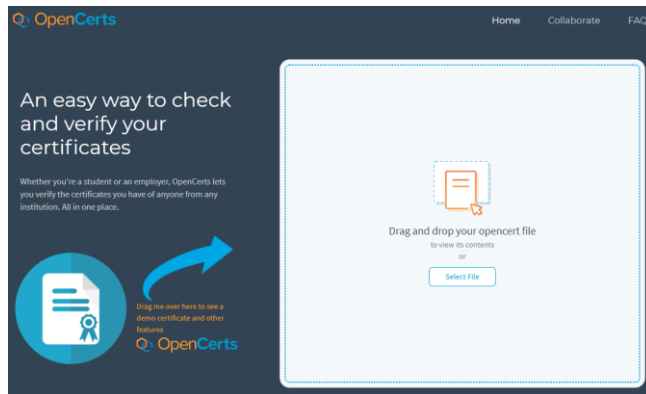 OpenCerts
Home Collaborate FAQ
An easy way to check
and verify your
certificates
Whether you're a student or an employer, OpenCerts lets
you verify the certificates you have of anyone from any
institution. All in one place.
Drag me over here to see a
demo certificate and other
features
OpenCerts
Drag and drop your opencert file
to view its contents
or
Select File